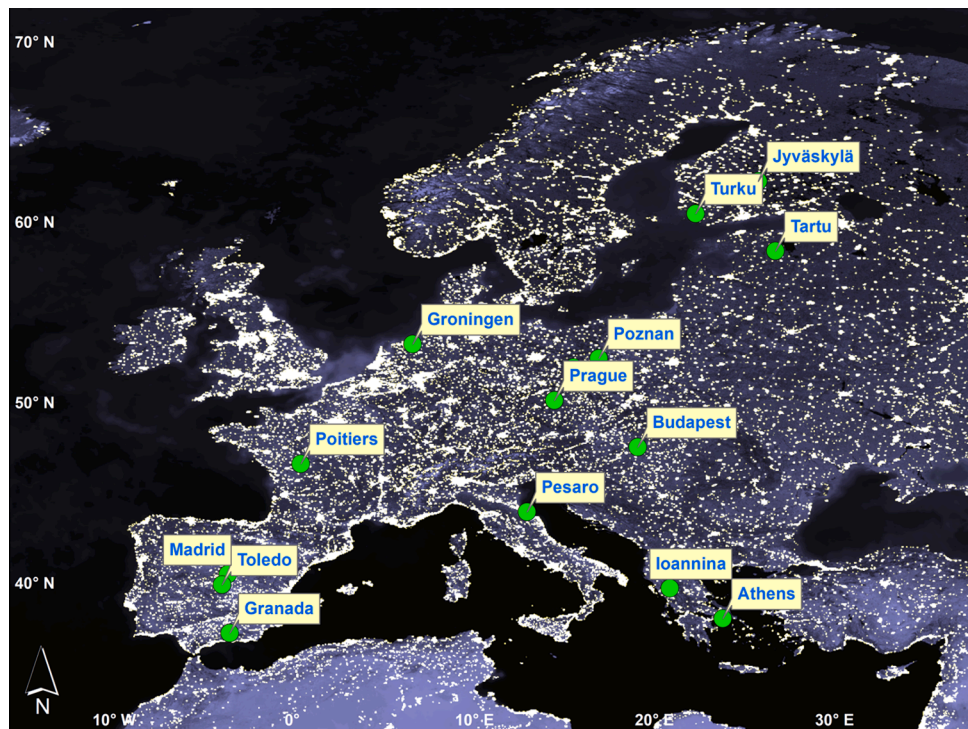 70° N
Jyväskylä
Turku
60° N
Tartu
Groningen
Poznan
Prague
50° N
Budapest
Poitiers
Pesaro
Madrid
Toledo
Ioannina
40° N
Athens
Granada
N
10° W
0°
10° E
20° E
30° E